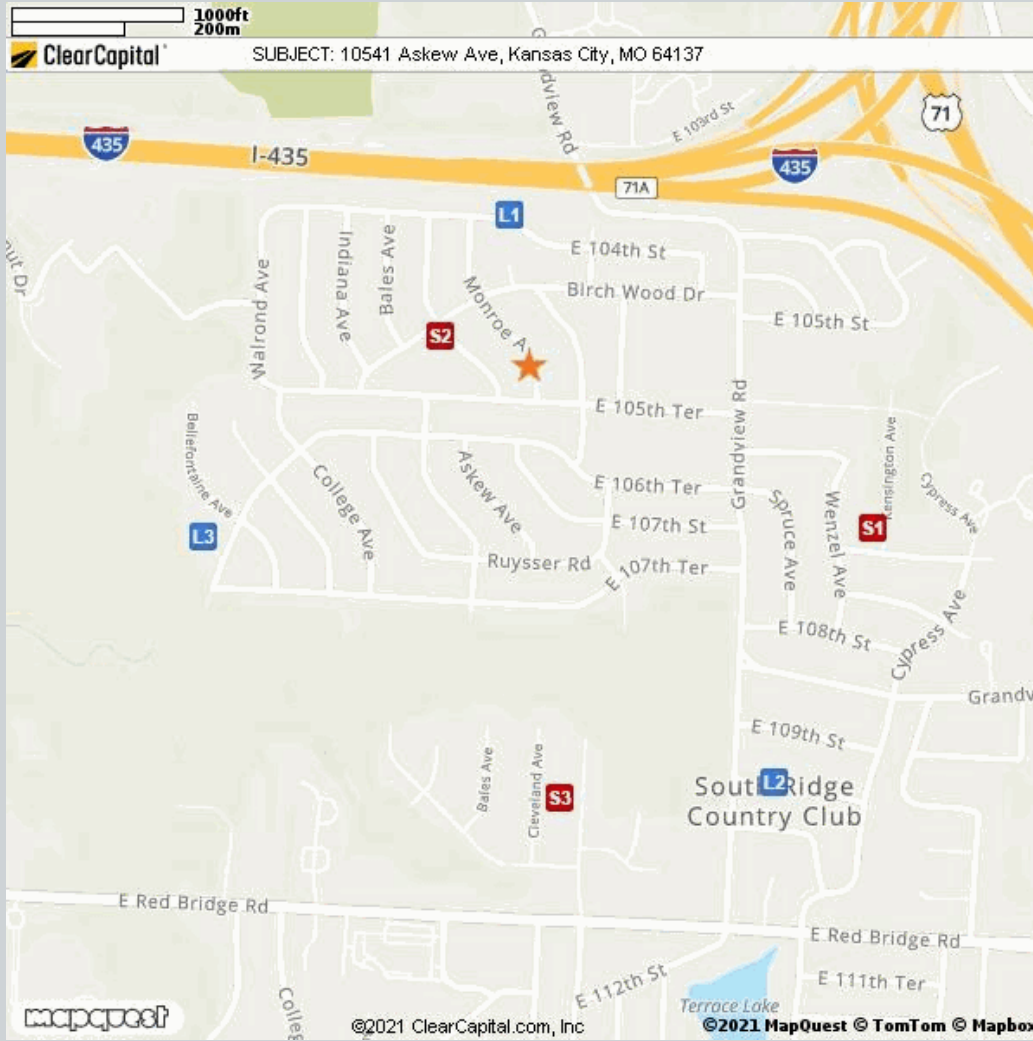 1000ft
200m
ClearCapital
SUBJECT: 10541 Askew Ave, Kansas City, MO 64137
71
E 103rd St
435
I-435
435
71A
L1
E 104th St
Indiana Ave
Bales Ave
Walrond Ave
Birch Wood Dr
E 105th St
S2
E 105th Ter
Grandview Rd
Bellefontaine Ave
College Ave
Askew Ave
E 106th Ter
Spruce Ave
Wenzel Ave
Kensington Ave
Cypress Ave
E 107th St
S1
L3
Ruysser Rd
E 107th Ter
E 108th St
Cypress Ave
E 109th St
Bales Ave
Cleveland Ave
S3
L2
South Ridge
Country Club
E Red Bridge Rd
E Red Bridge Rd
E 112th St
E 111th Ter
Terrace Lake
mapquest
©2021 ClearCapital.com, Inc
©2021 MapQuest © TomTom © Mapbox